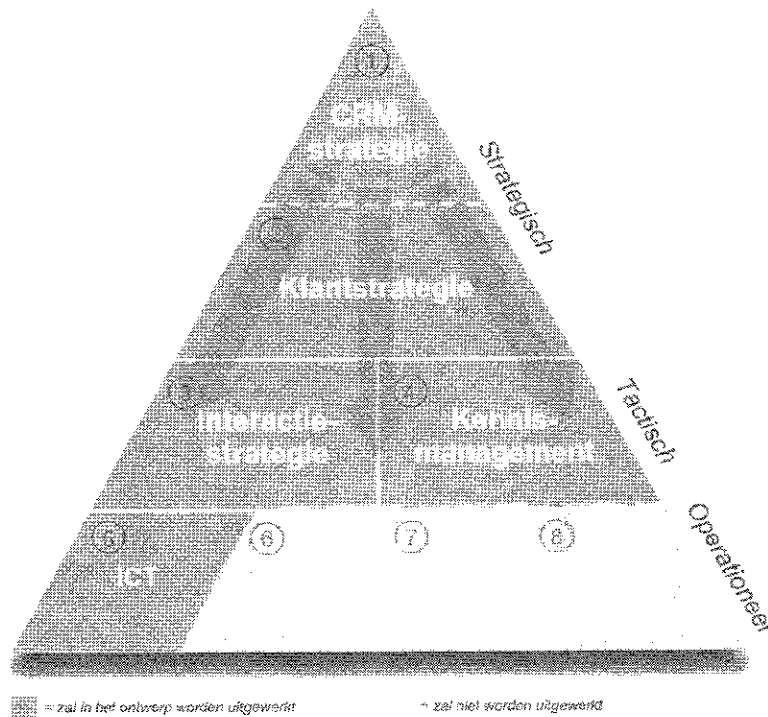 1
CRM-
strategie
Strategisch
2
Klantstrategie
3
4
Interactie-
strategie
Kennis-
management
Tactisch
5
6
7
8
ICT
Operationeel
= zal in het ontwerp worden uitgewerkt
= zal niet worden uitgewerkt